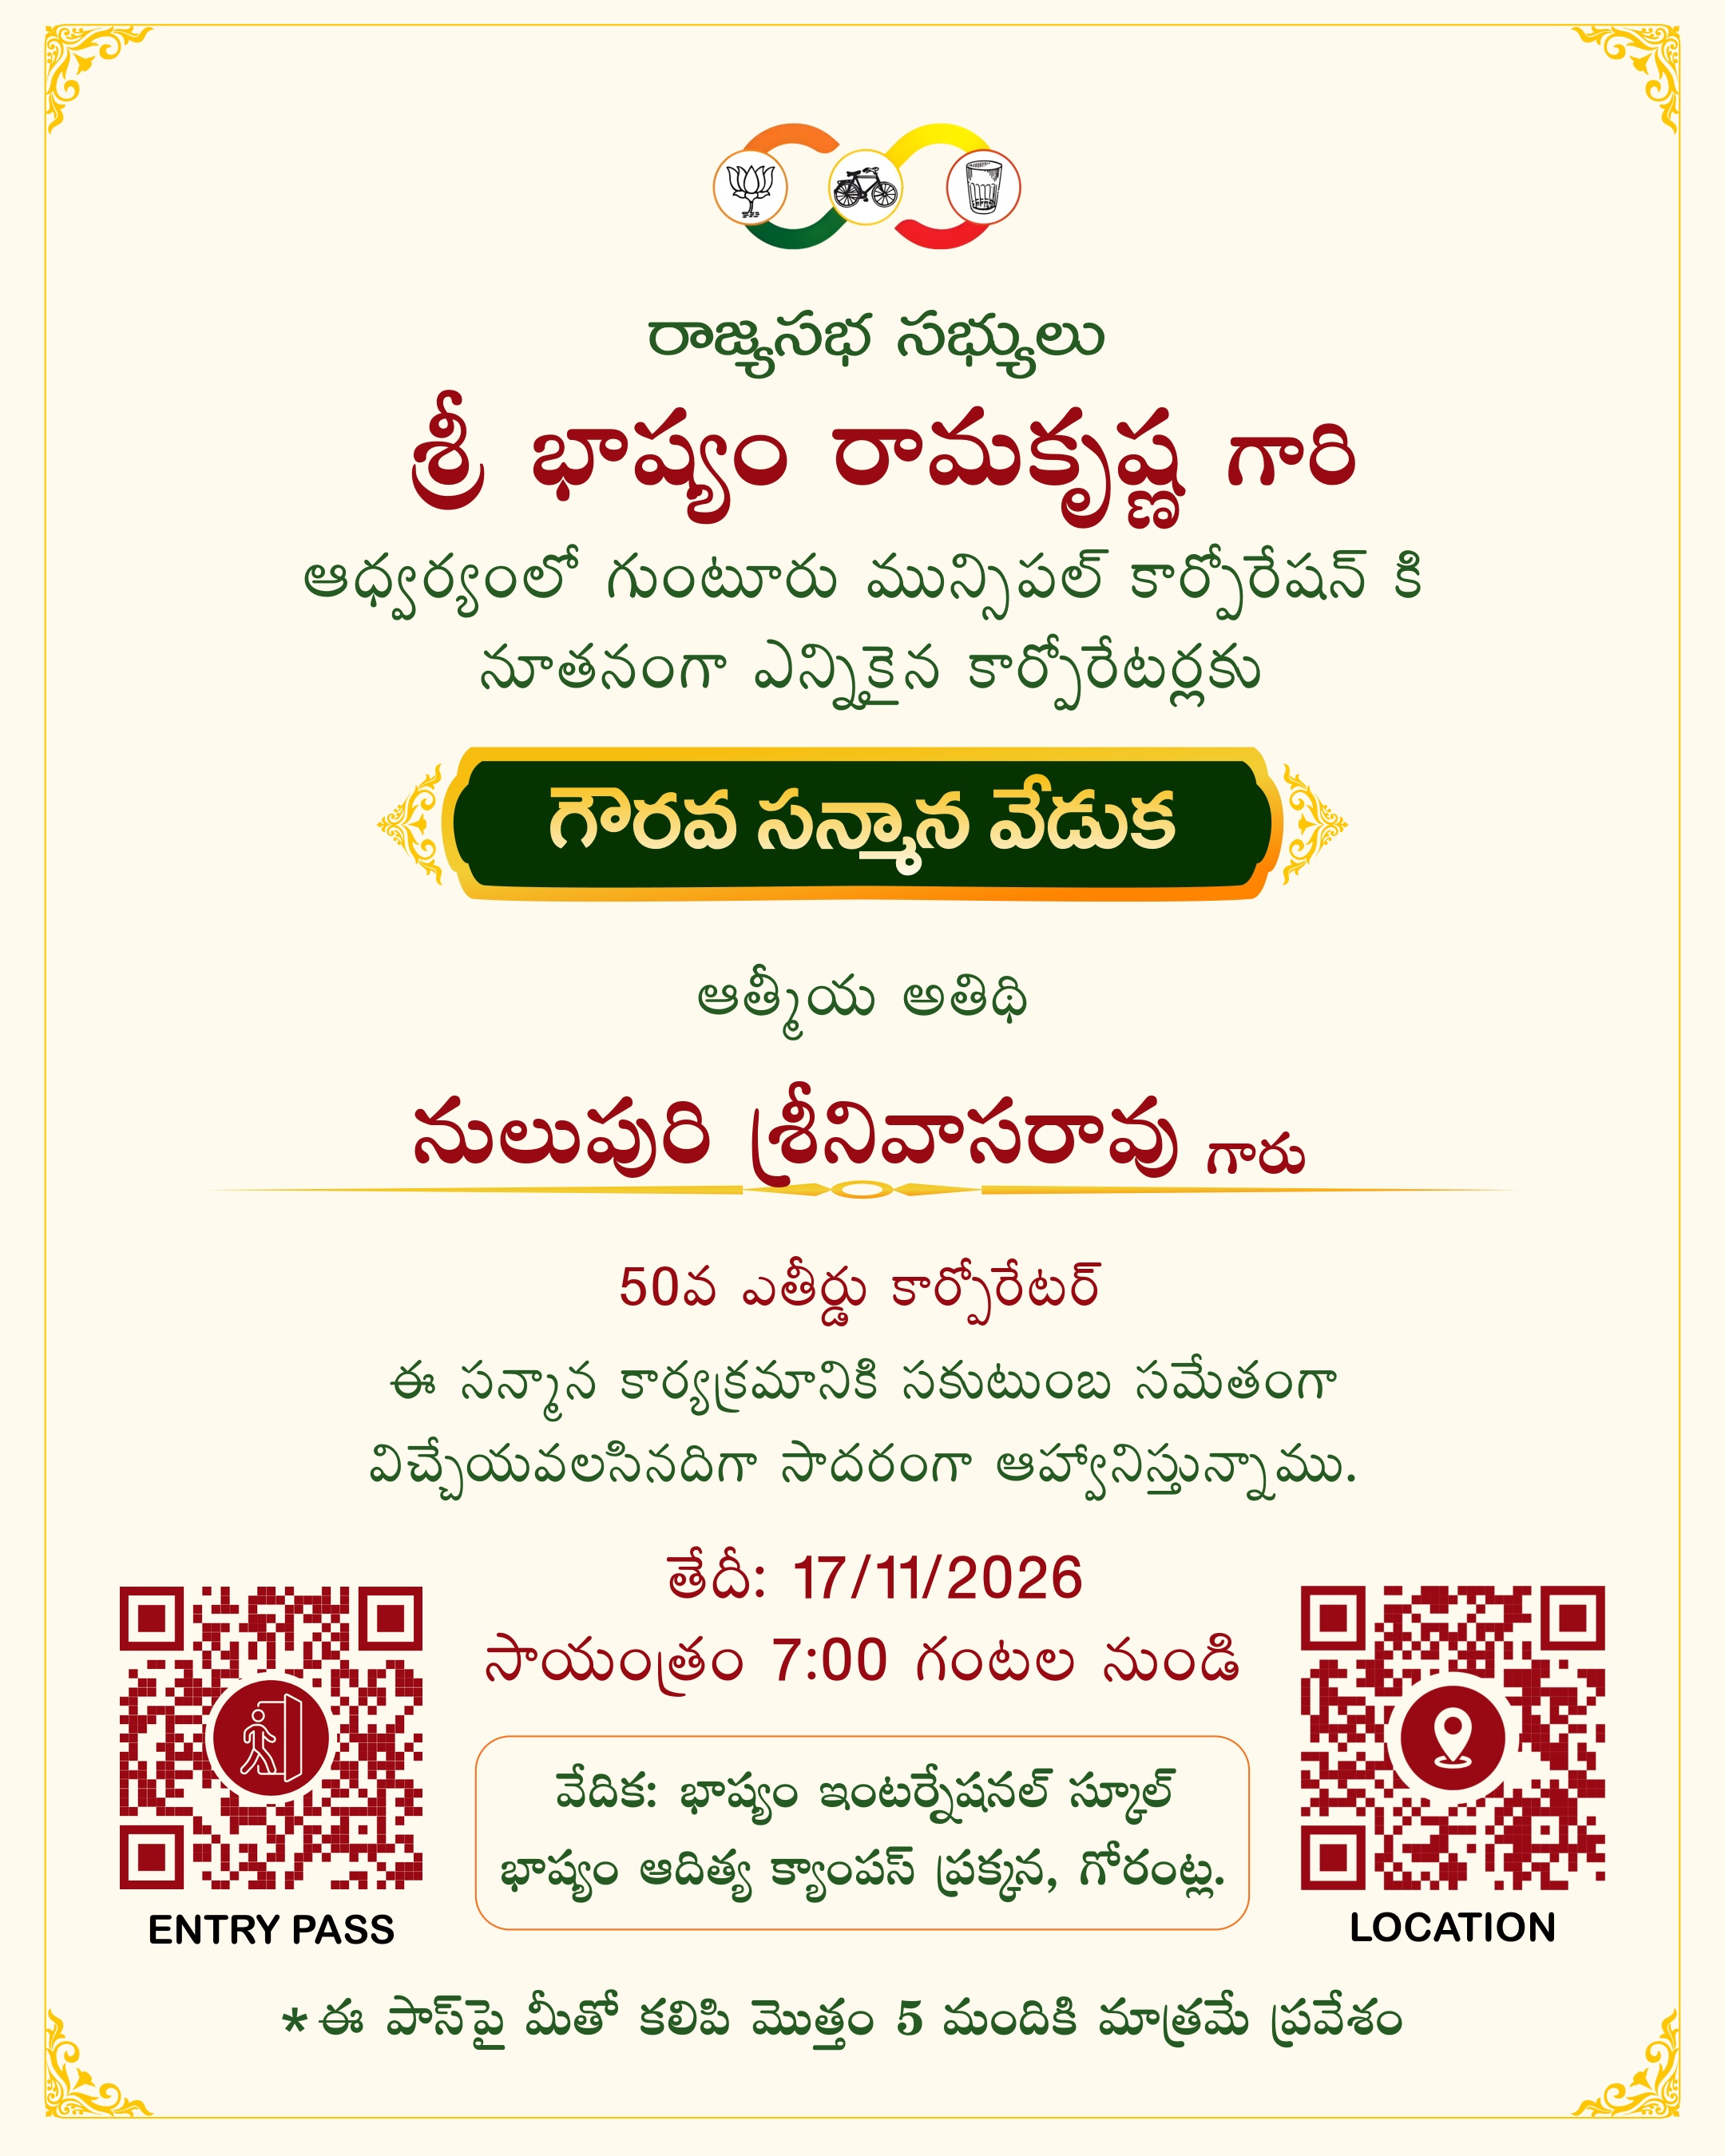 రాజ్యసభ సభ్యులు
శ్రీ భాష్యం రామకృష్ణ గారి
ఆధ్వర్యంలో గుంటూరు మున్సిపల్ కార్పోరేషన్ కి
నూతనంగా ఎన్నికైన కార్పోరేటర్లకు
గౌరవ సన్మాన వేడుక
ఆత్మీయ అతిథి
నులుపురి శ్రీనివాసరావు గారు
50వ ఎతీర్డు కార్పోరేటర్
ఈ సన్మాన కార్యక్రమానికి సకుటుంబ సమేతంగా
విచ్చేయవలసినదిగా సాదరంగా ఆహ్వానిస్తున్నాము.
తేదీ: 17/11/2026
సాయంత్రం 7:00 గంటల నుండి
వేదిక: భాష్యం ఇంటర్నేషనల్ స్కూల్
భాష్యం ఆదిత్య క్యాంపస్ ప్రక్కన, గోరంట్ల.
ENTRY PASS
LOCATION
*ఈ పాస్‌పై మీతో కలిపి మొత్తం 5 మందికి మాత్రమే ప్రవేశం